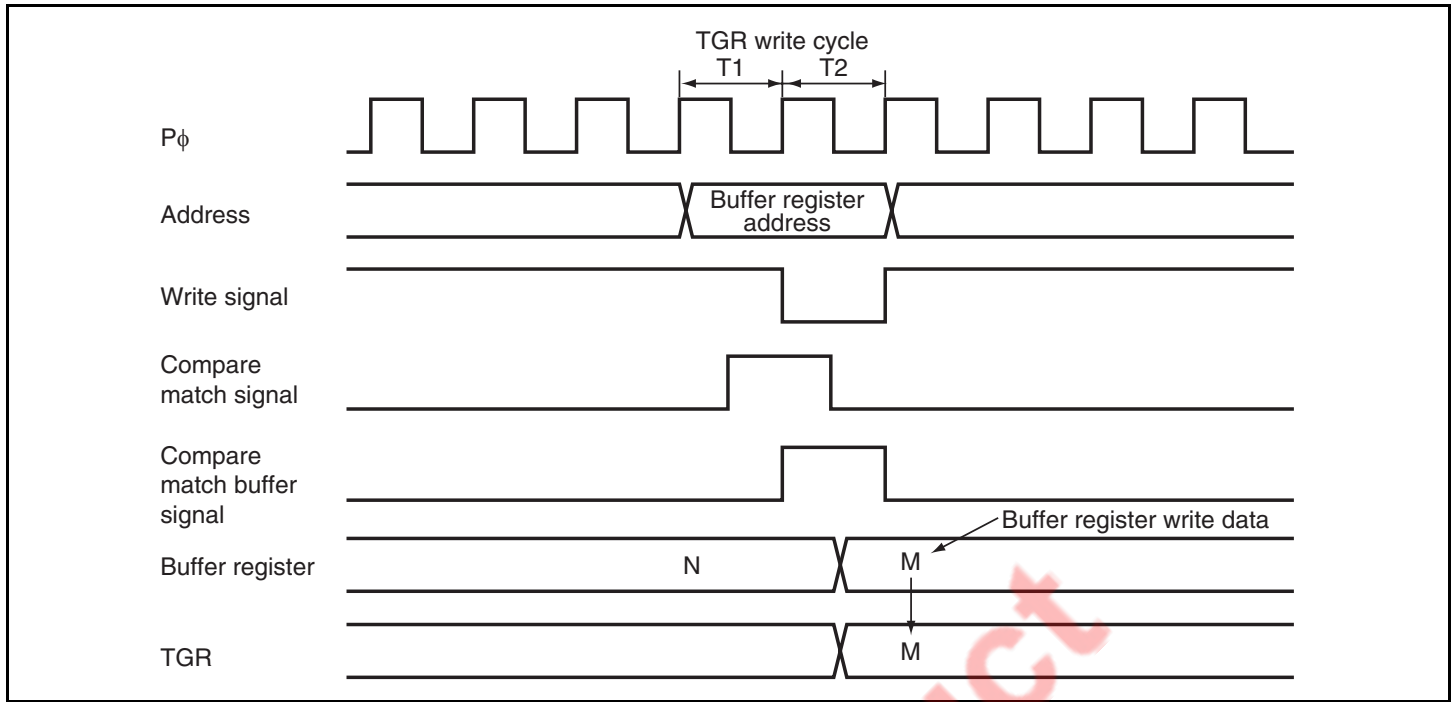 TGR write cycle
T1 T2
Pϕ
Address
Buffer register
address
Write signal
Compare
match signal
Compare
match buffer
signal
Buffer register write data
Buffer register
N
M
TGR
M